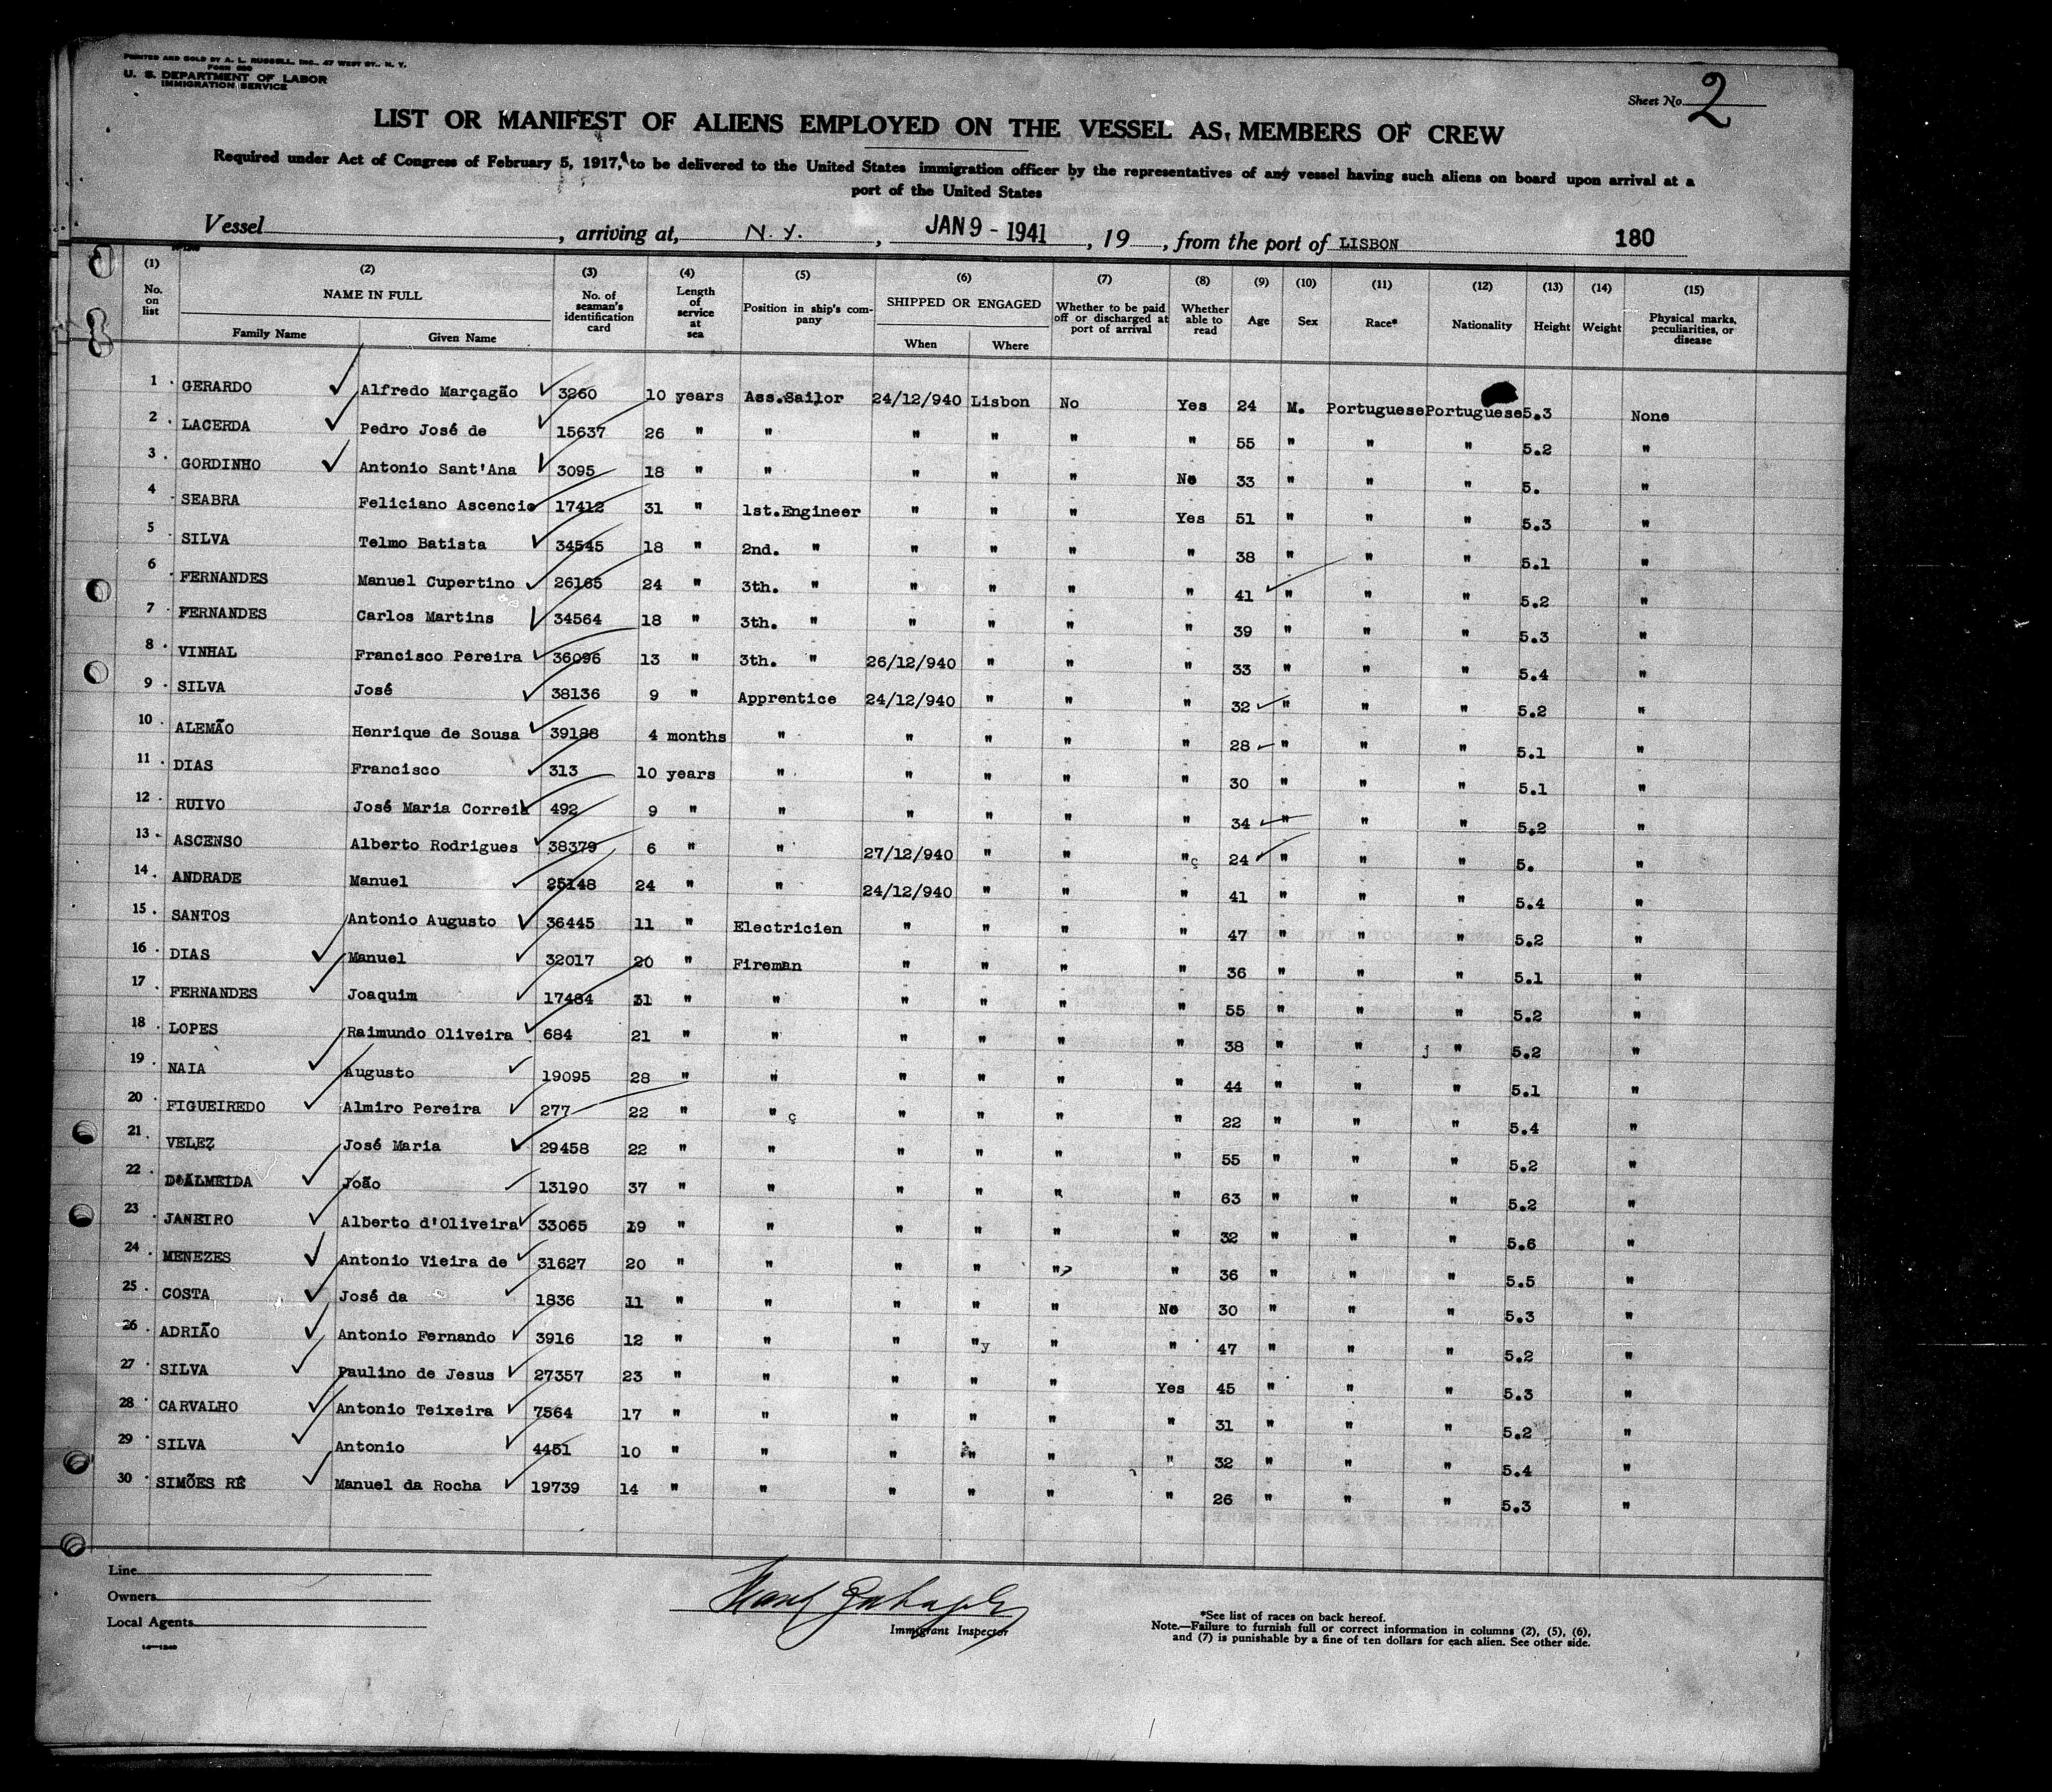 PRINTED AND SOLD BY A. L. RUSSELL, INC., 47 WEST ST., N. Y.
U. S. DEPARTMENT OF LABOR
IMMIGRATION SERVICE
Sheet No. 2
LIST OR MANIFEST OF ALIENS EMPLOYED ON THE VESSEL AS MEMBERS OF CREW
Required under Act of Congress of February 5, 1917, to be delivered to the United States immigration officer by the representatives of any vessel having such aliens on board upon arrival at a
port of the United States
Vessel , arriving at, N. Y. , JAN 9 - 1941 , 19 , from the port of LISBON 180
(1) No. on list (2) NAME IN FULL Family Name Given Name (3) No. of seaman's identification card (4) Length of service at sea (5) Position in ship's company (6) SHIPPED OR ENGAGED When Where (7) Whether to be paid off or discharged at port of arrival (8) Whether able to read (9) Age (10) Sex (11) Race* (12) Nationality (13) Height (14) Weight (15) Physical marks, peculiarities, or disease
1 GERARDO Alfredo Marçagão 3260 10 years Ass.Sailor 24/12/940 Lisbon No Yes 24 M. Portuguese Portuguese 5.3 None
2 LACERDA Pedro José de 15637 26 " " " " " " 55 " " " 5.2 "
3 GORDINHO Antonio Sant'Ana 3095 18 " " " " " No 33 " " " 5. "
4 SEABRA Feliciano Ascencio 17412 31 " 1st.Engineer " " " Yes 51 " " " 5.3 "
5 SILVA Telmo Batista 34545 18 " 2nd. " " " " " 38 " " " 5.1 "
6 FERNANDES Manuel Cupertino 26165 24 " 3th. " " " " " 41 " " " 5.2 "
7 FERNANDES Carlos Martins 34564 18 " 3th. " " " " " 39 " " " 5.3 "
8 VINHAL Francisco Pereira 36096 13 " 3th. " 26/12/940 " " " 33 " " " 5.4 "
9 SILVA José 38136 9 " Apprentice 24/12/940 " " " 32 " " " 5.2 "
10 ALEMÃO Henrique de Sousa 39188 4 months " " " " " 28 " " " 5.1 "
11 DIAS Francisco 313 10 years " " " " " 30 " " " 5.1 "
12 RUIVO José Maria Correia 492 9 " " " " " " 34 " " " 5.2 "
13 ASCENSO Alberto Rodrigues 38379 6 " " 27/12/940 " " "ç 24 " " " 5. "
14 ANDRADE Manuel 25148 24 " " 24/12/940 " " " 41 " " " 5.4 "
15 SANTOS Antonio Augusto 36445 11 " Electricien " " " " 47 " " " 5.2 "
16 DIAS Manuel 32017 20 " Fireman " " " " 36 " " " 5.1 "
17 FERNANDES Joaquim 17484 31 " " " " " " 55 " " " 5.2 "
18 LOPES Raimundo Oliveira 684 21 " " " " " " 38 " " j " 5.2 "
19 NAIA Augusto 19095 28 " " " " " " 44 " " " 5.1 "
20 FIGUEIREDO Almiro Pereira 277 22 " " ç " " " " 22 " " " 5.4 "
21 VELEZ José Maria 29458 22 " " " " " " 55 " " " 5.2 "
22 D'ALMEIDA João 13190 37 " " " " " " 63 " " " 5.2 "
23 JANEIRO Alberto d'Oliveira 33065 19 " " " " " " 32 " " " 5.6 "
24 MENEZES Antonio Vieira de 31627 20 " " " " " " 36 " " " 5.5 "
25 COSTA José da 1836 11 " " " " " No 30 " " " 5.3 "
26 ADRIÃO Antonio Fernando 3916 12 " " " "y " " 47 " " " 5.2 "
27 SILVA Paulino de Jesus 27357 23 " " " " " Yes 45 " " " 5.3 "
28 CARVALHO Antonio Teixeira 7564 17 " " " " " " 31 " " " 5.2 "
29 SILVA Antonio 4451 10 " " " " " " 32 " " " 5.4 "
30 SIMÕES RÊ Manuel da Rocha 19739 14 " " " " " " 26 " " " 5.3 "
Line
Owners
Local Agents
Immigrant Inspector
*See list of races on back hereof.
Note.—Failure to furnish full or correct information in columns (2), (5), (6),
and (7) is punishable by a fine of ten dollars for each alien. See other side.